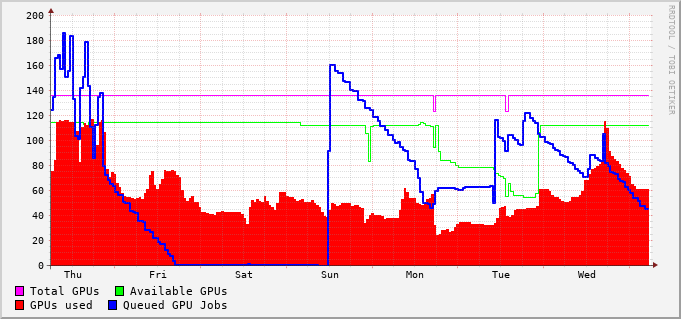 200
180
160
140
120
100
80
60
40
20
0
Thu Fri Sat Sun Mon Tue Wed
Total GPUs Available GPUs
GPUs used Queued GPU Jobs
RRDTOOL / TOBI OETIKER